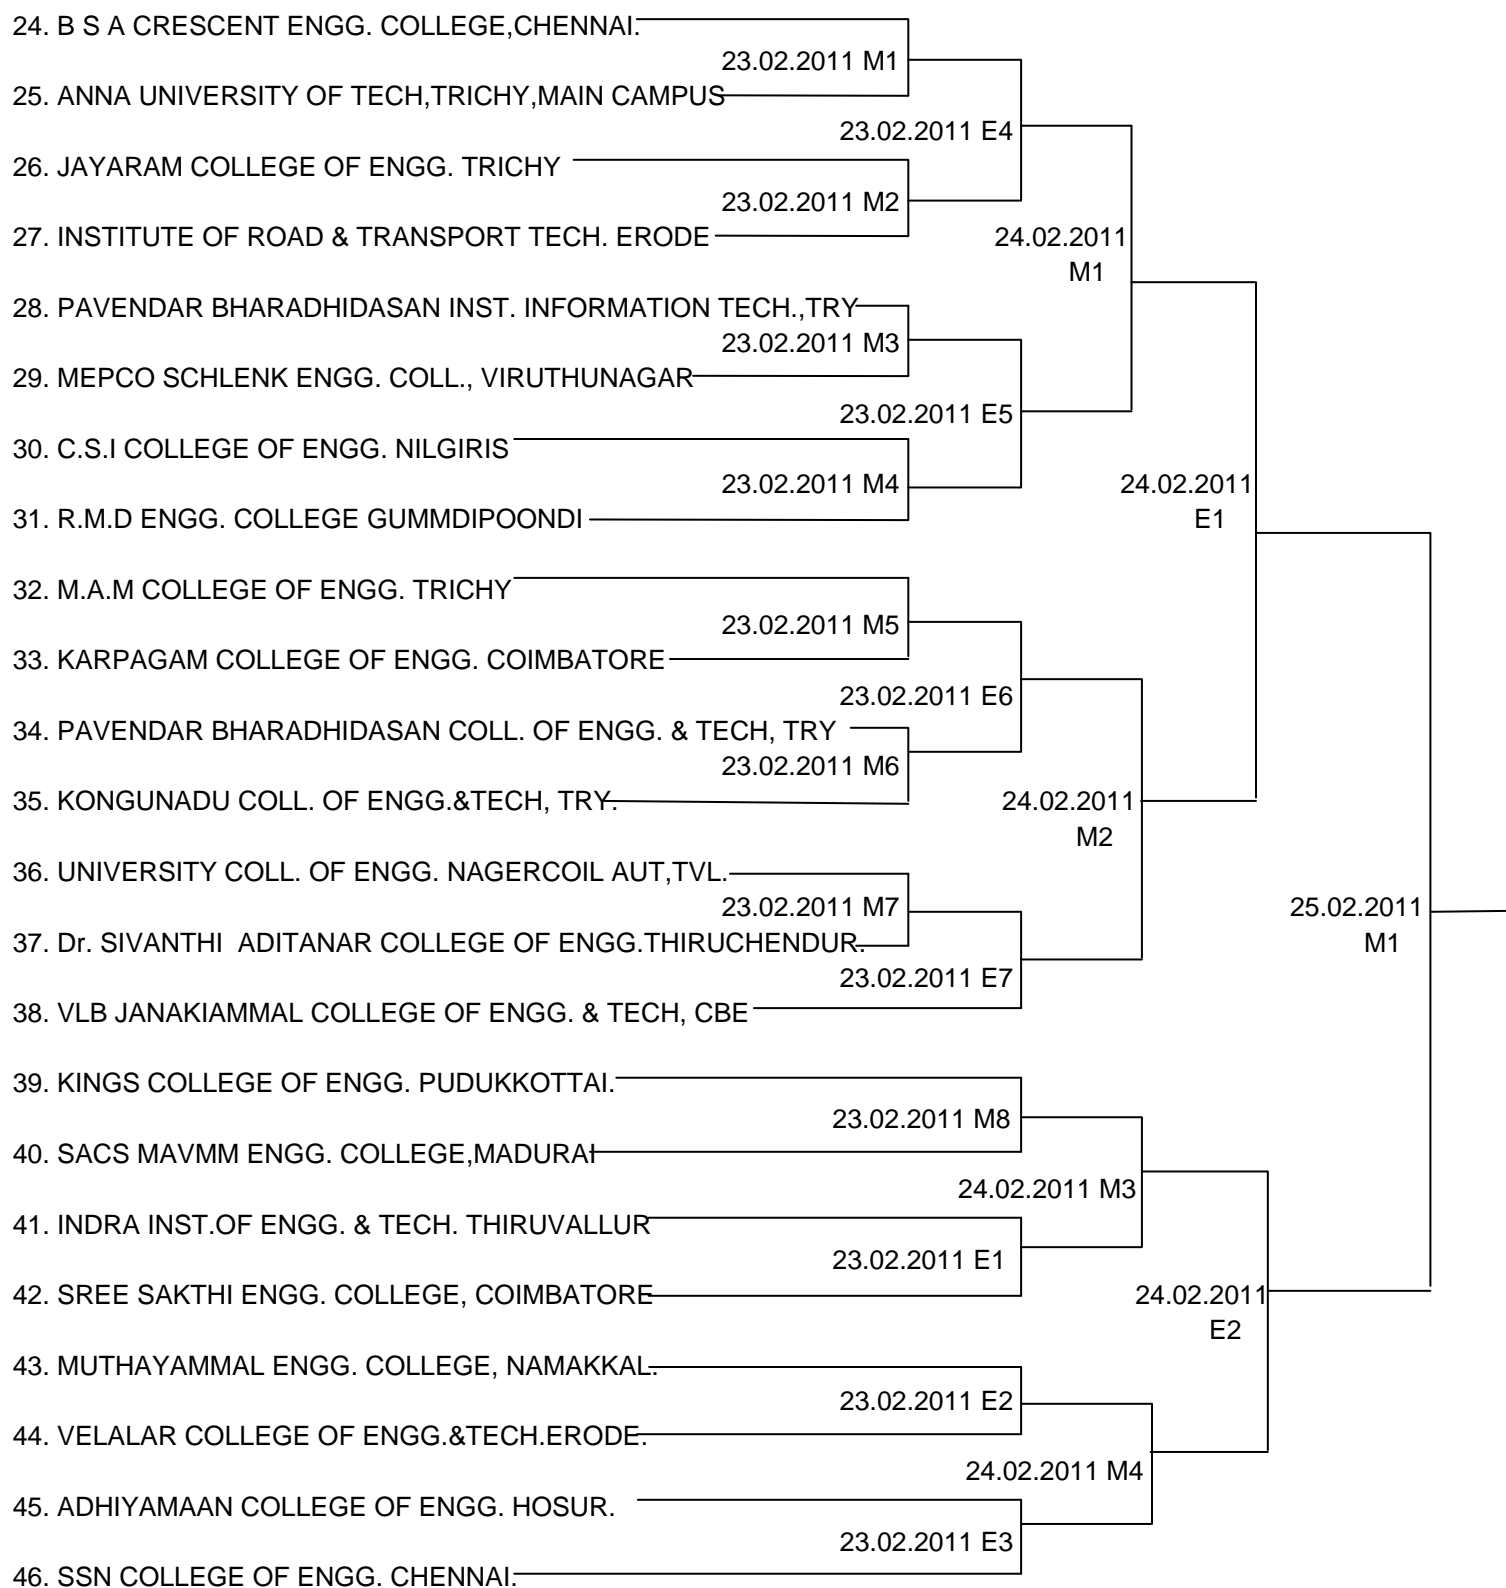 24. B S A CRESCENT ENGG. COLLEGE,CHENNAI.
23.02.2011 M1
25. ANNA UNIVERSITY OF TECH,TRICHY,MAIN CAMPUS
23.02.2011 E4
26. JAYARAM COLLEGE OF ENGG. TRICHY
23.02.2011 M2
27. INSTITUTE OF ROAD & TRANSPORT TECH. ERODE
24.02.2011
M1
28. PAVENDAR BHARADHIDASAN INST. INFORMATION TECH.,TRY
23.02.2011 M3
29. MEPCO SCHLENK ENGG. COLL., VIRUTHUNAGAR
23.02.2011 E5
30. C.S.I COLLEGE OF ENGG. NILGIRIS
23.02.2011 M4
24.02.2011
E1
31. R.M.D ENGG. COLLEGE GUMMDIPOONDI
32. M.A.M COLLEGE OF ENGG. TRICHY
23.02.2011 M5
33. KARPAGAM COLLEGE OF ENGG. COIMBATORE
23.02.2011 E6
34. PAVENDAR BHARADHIDASAN COLL. OF ENGG. & TECH, TRY
23.02.2011 M6
35. KONGUNADU COLL. OF ENGG.&TECH, TRY.
24.02.2011
M2
36. UNIVERSITY COLL. OF ENGG. NAGERCOIL AUT,TVL.
23.02.2011 M7
25.02.2011
M1
37. Dr. SIVANTHI  ADITANAR COLLEGE OF ENGG.THIRUCHENDUR.
23.02.2011 E7
38. VLB JANAKIAMMAL COLLEGE OF ENGG. & TECH, CBE
39. KINGS COLLEGE OF ENGG. PUDUKKOTTAI.
23.02.2011 M8
40. SACS MAVMM ENGG. COLLEGE,MADURAI
24.02.2011 M3
41. INDRA INST.OF ENGG. & TECH. THIRUVALLUR
23.02.2011 E1
42. SREE SAKTHI ENGG. COLLEGE, COIMBATORE
24.02.2011
E2
43. MUTHAYAMMAL ENGG. COLLEGE, NAMAKKAL.
23.02.2011 E2
44. VELALAR COLLEGE OF ENGG.&TECH.ERODE.
24.02.2011 M4
45. ADHIYAMAAN COLLEGE OF ENGG. HOSUR.
23.02.2011 E3
46. SSN COLLEGE OF ENGG. CHENNAI.